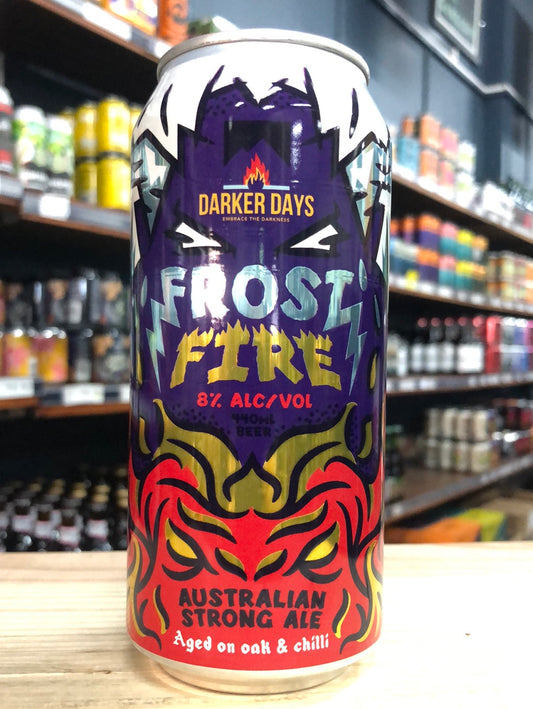 DARKER DAYS
EMBRACE THE DARKNESS
FROST
FIRE
8% ALC/VOL
440ML
BEER
AUSTRALIAN
STRONG ALE
Aged on oak & chilli